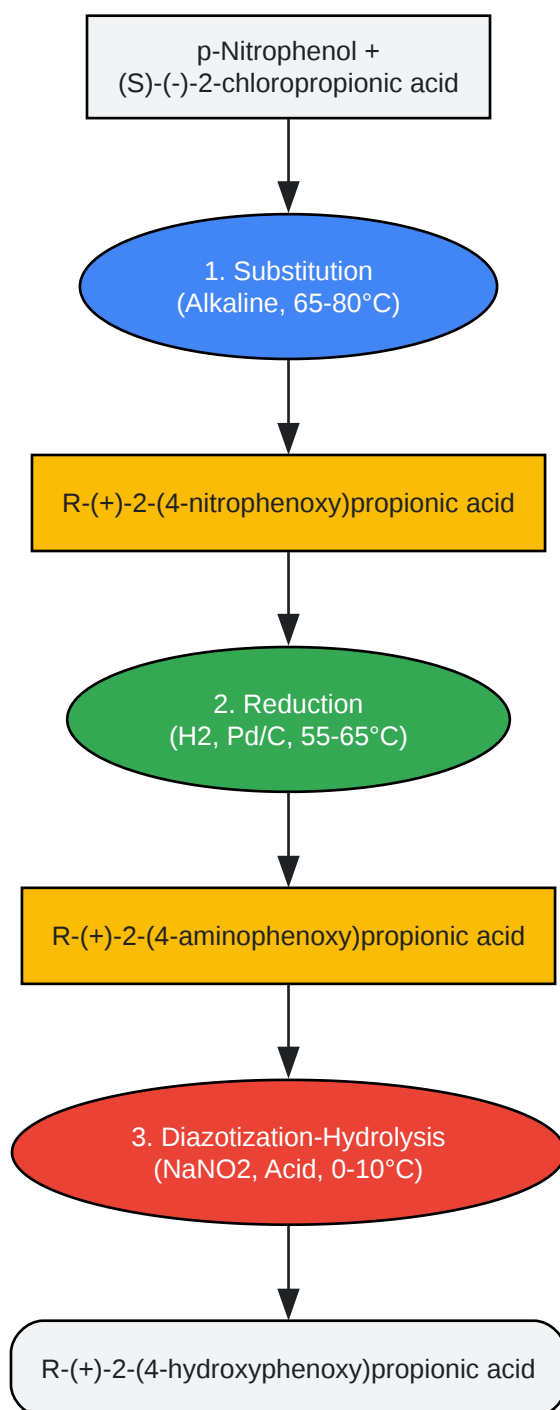 p-Nitrophenol +
(S)-(-)-2-chloropropionic acid
1. Substitution
(Alkaline, 65-80°C)
R-(+)-2-(4-nitrophenoxy)propionic acid
2. Reduction
(H2, Pd/C, 55-65°C)
R-(+)-2-(4-aminophenoxy)propionic acid
3. Diazotization-Hydrolysis
(NaNO2, Acid, 0-10°C)
R-(+)-2-(4-hydroxyphenoxy)propionic acid